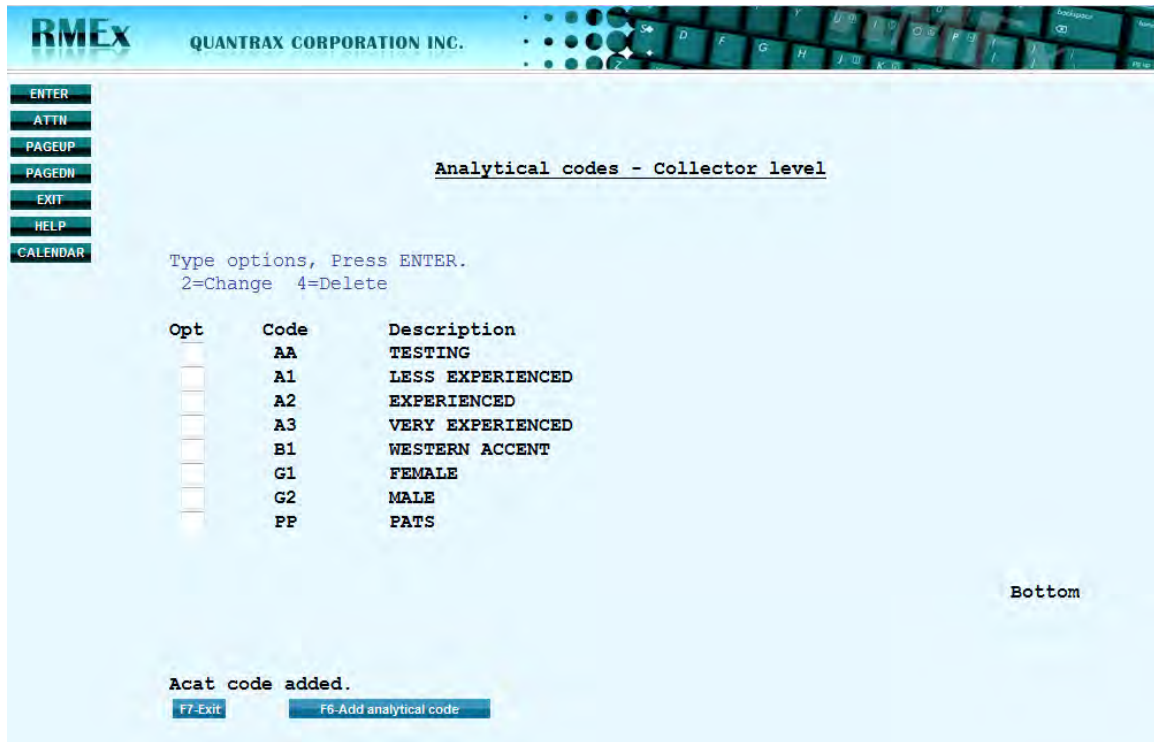 RMEx QUANTRAX CORPORATION INC.
ENTER
ATTN
PAGEUP
PAGEDN
EXIT
HELP
CALENDAR
Analytical codes - Collector level
Type options, Press ENTER.
2=Change 4=Delete
Opt Code Description
AA TESTING
A1 LESS EXPERIENCED
A2 EXPERIENCED
A3 VERY EXPERIENCED
B1 WESTERN ACCENT
G1 FEMALE
G2 MALE
PP PATS
Bottom
Acat code added.
F7-Exit F6-Add analytical code